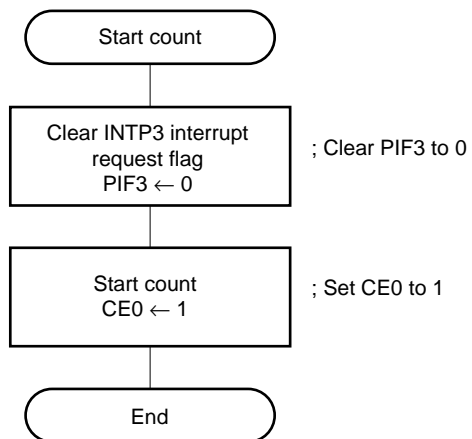 Start count
Clear INTP3 interrupt
request flag
PIF3 ← 0
; Clear PIF3 to 0
Start count
CE0 ← 1
; Set CE0 to 1
End